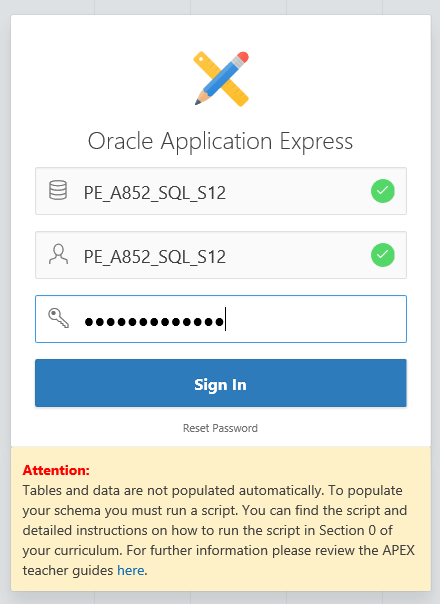 Oracle Application Express
PE_A852_SQL_S12
PE_A852_SQL_S12
●●●●●●●●●●●●●
Sign In
Reset Password
Attention:
Tables and data are not populated automatically. To populate
your schema you must run a script. You can find the script and
detailed instructions on how to run the script in Section 0 of
your curriculum. For further information please review the APEX
teacher guides here.